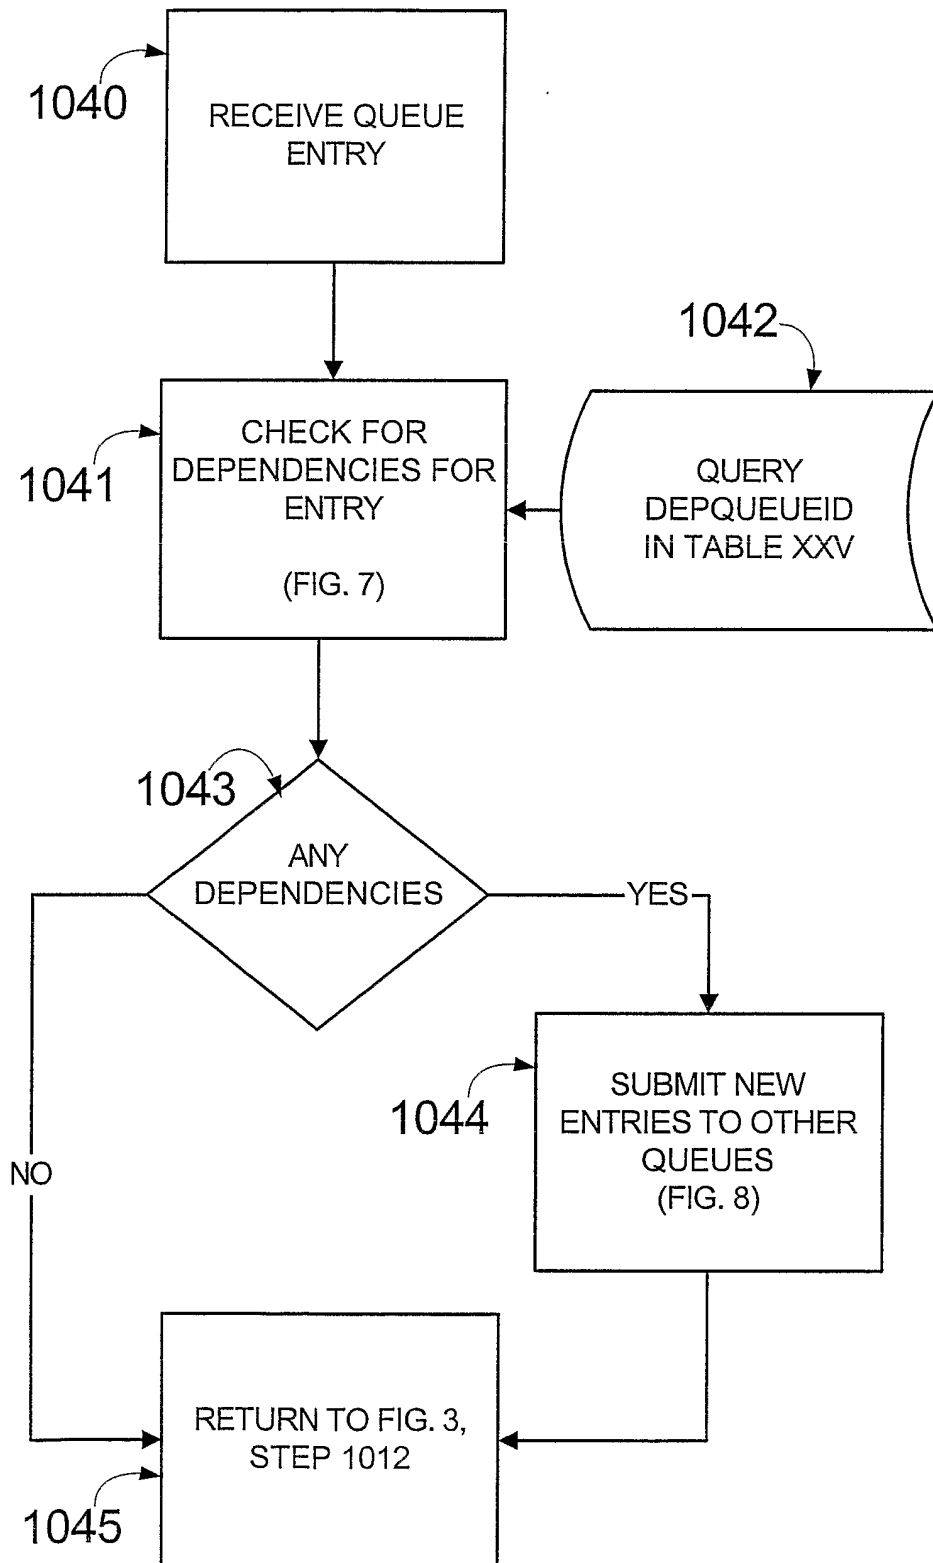 1040
RECEIVE QUEUE
ENTRY
1042
1041
CHECK FOR
DEPENDENCIES FOR
ENTRY
(FIG. 7)
QUERY
DEPQUEUEID
IN TABLE XXV
1043
ANY
DEPENDENCIES
YES
NO
1044
SUBMIT NEW
ENTRIES TO OTHER
QUEUES
(FIG. 8)
RETURN TO FIG. 3,
STEP 1012
1045